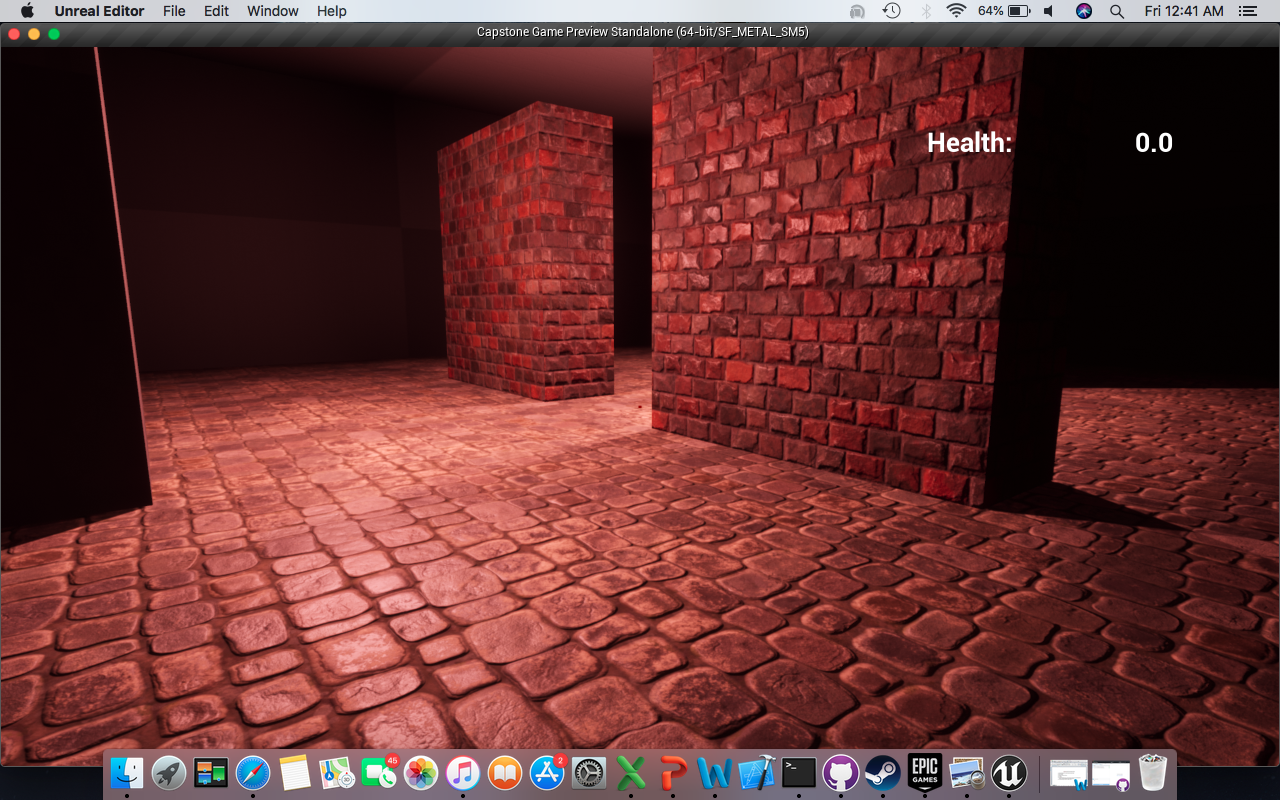 Unreal Editor File Edit Window Help 64% Fri 12:41 AM
Capstone Game Preview Standalone (64-bit/SF_METAL_SM5)
Health: 0.0
45
2
EPIC
GAMES